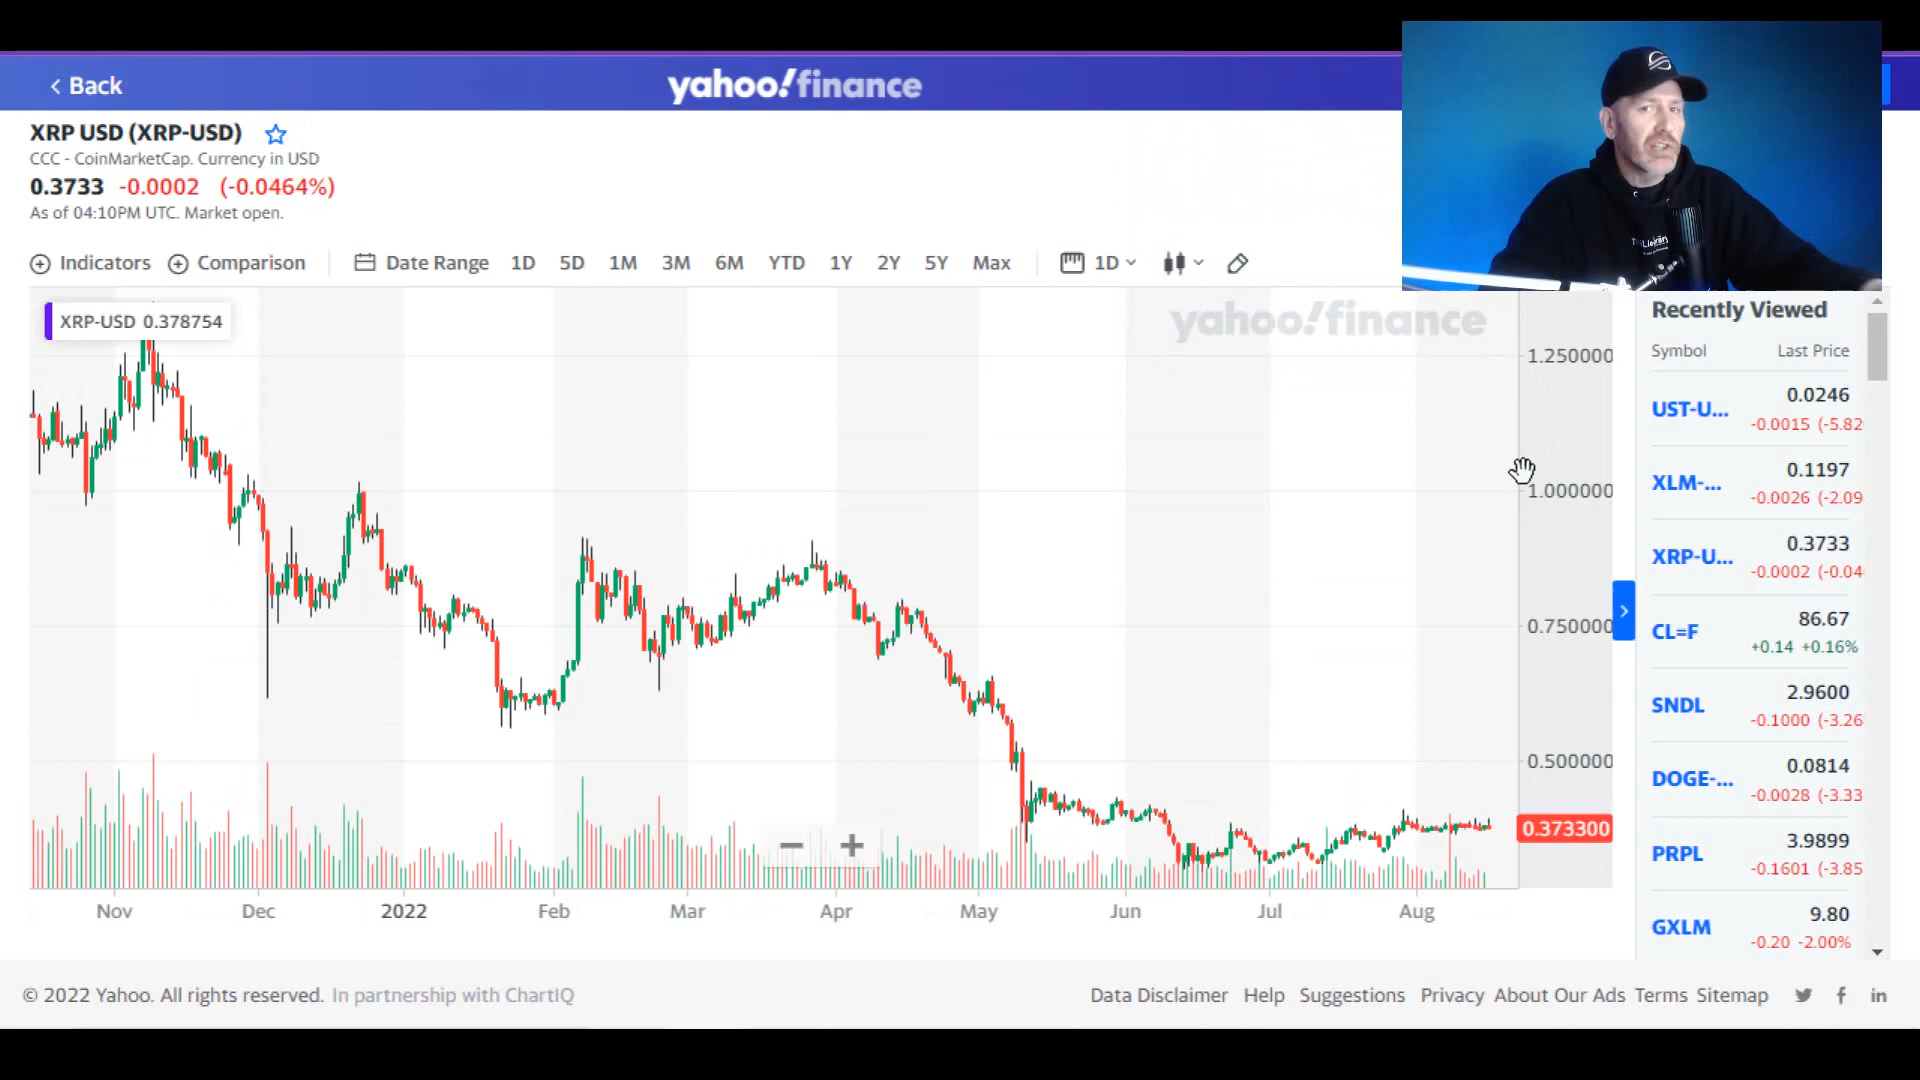 Back
yahoo!finance
XRP USD (XRP-USD)
CCC - CoinMarketCap. Currency in USD
0.3733 -0.0002 (-0.0464%)
As of 04:10PM UTC. Market open.
Indicators Comparison Date Range 1D 5D 1M 3M 6M YTD 1Y 2Y 5Y Max 1D
XRP-USD 0.378754
yahoo!finance
1.250000
1.000000
0.750000
0.500000
0.373300
Nov Dec 2022 Feb Mar Apr May Jun Jul Aug
Recently Viewed
Symbol Last Price
UST-U... 0.0246
-0.0015 (-5.82
XLM-... 0.1197
-0.0026 (-2.09
XRP-U... 0.3733
-0.0002 (-0.04
CL=F 86.67
+0.14 +0.16%
SNDL 2.9600
-0.1000 (-3.26
DOGE-... 0.0814
-0.0028 (-3.33
PRPL 3.9899
-0.1601 (-3.85
GXLM 9.80
-0.20 -2.00%
© 2022 Yahoo. All rights reserved. In partnership with ChartIQ
Data Disclaimer Help Suggestions Privacy About Our Ads Terms Sitemap